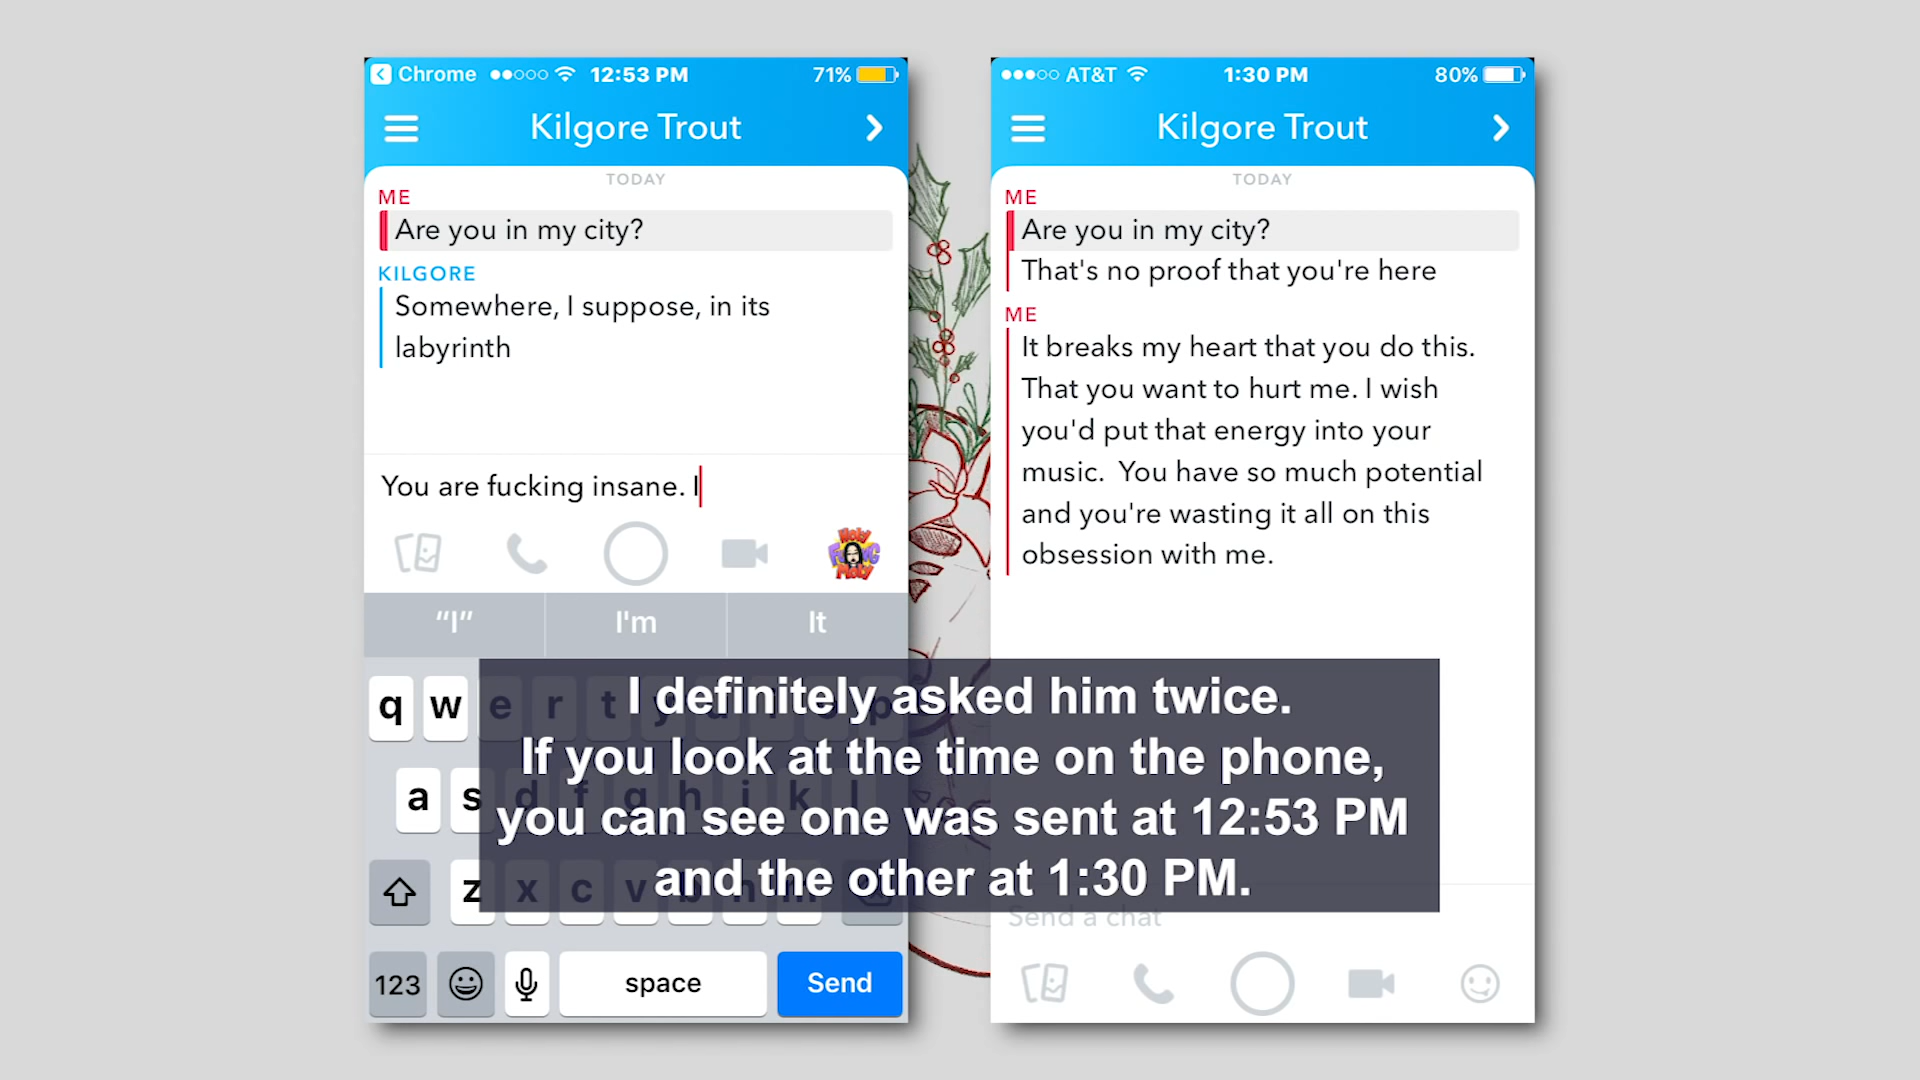 Chrome 12:53 PM 71%
Kilgore Trout
TODAY
ME
Are you in my city?
KILGORE
Somewhere, I suppose, in its
labyrinth
You are fucking insane. I
“I” I'm It
q w e r t y u i o p
a s d f g h j k l
z x c v b n m
123 space Send
AT&T 1:30 PM 80%
Kilgore Trout
TODAY
ME
Are you in my city?
That's no proof that you're here
ME
It breaks my heart that you do this.
That you want to hurt me. I wish
you'd put that energy into your
music.  You have so much potential
and you're wasting it all on this
obsession with me.
Send a chat
I definitely asked him twice.
If you look at the time on the phone,
you can see one was sent at 12:53 PM
and the other at 1:30 PM.